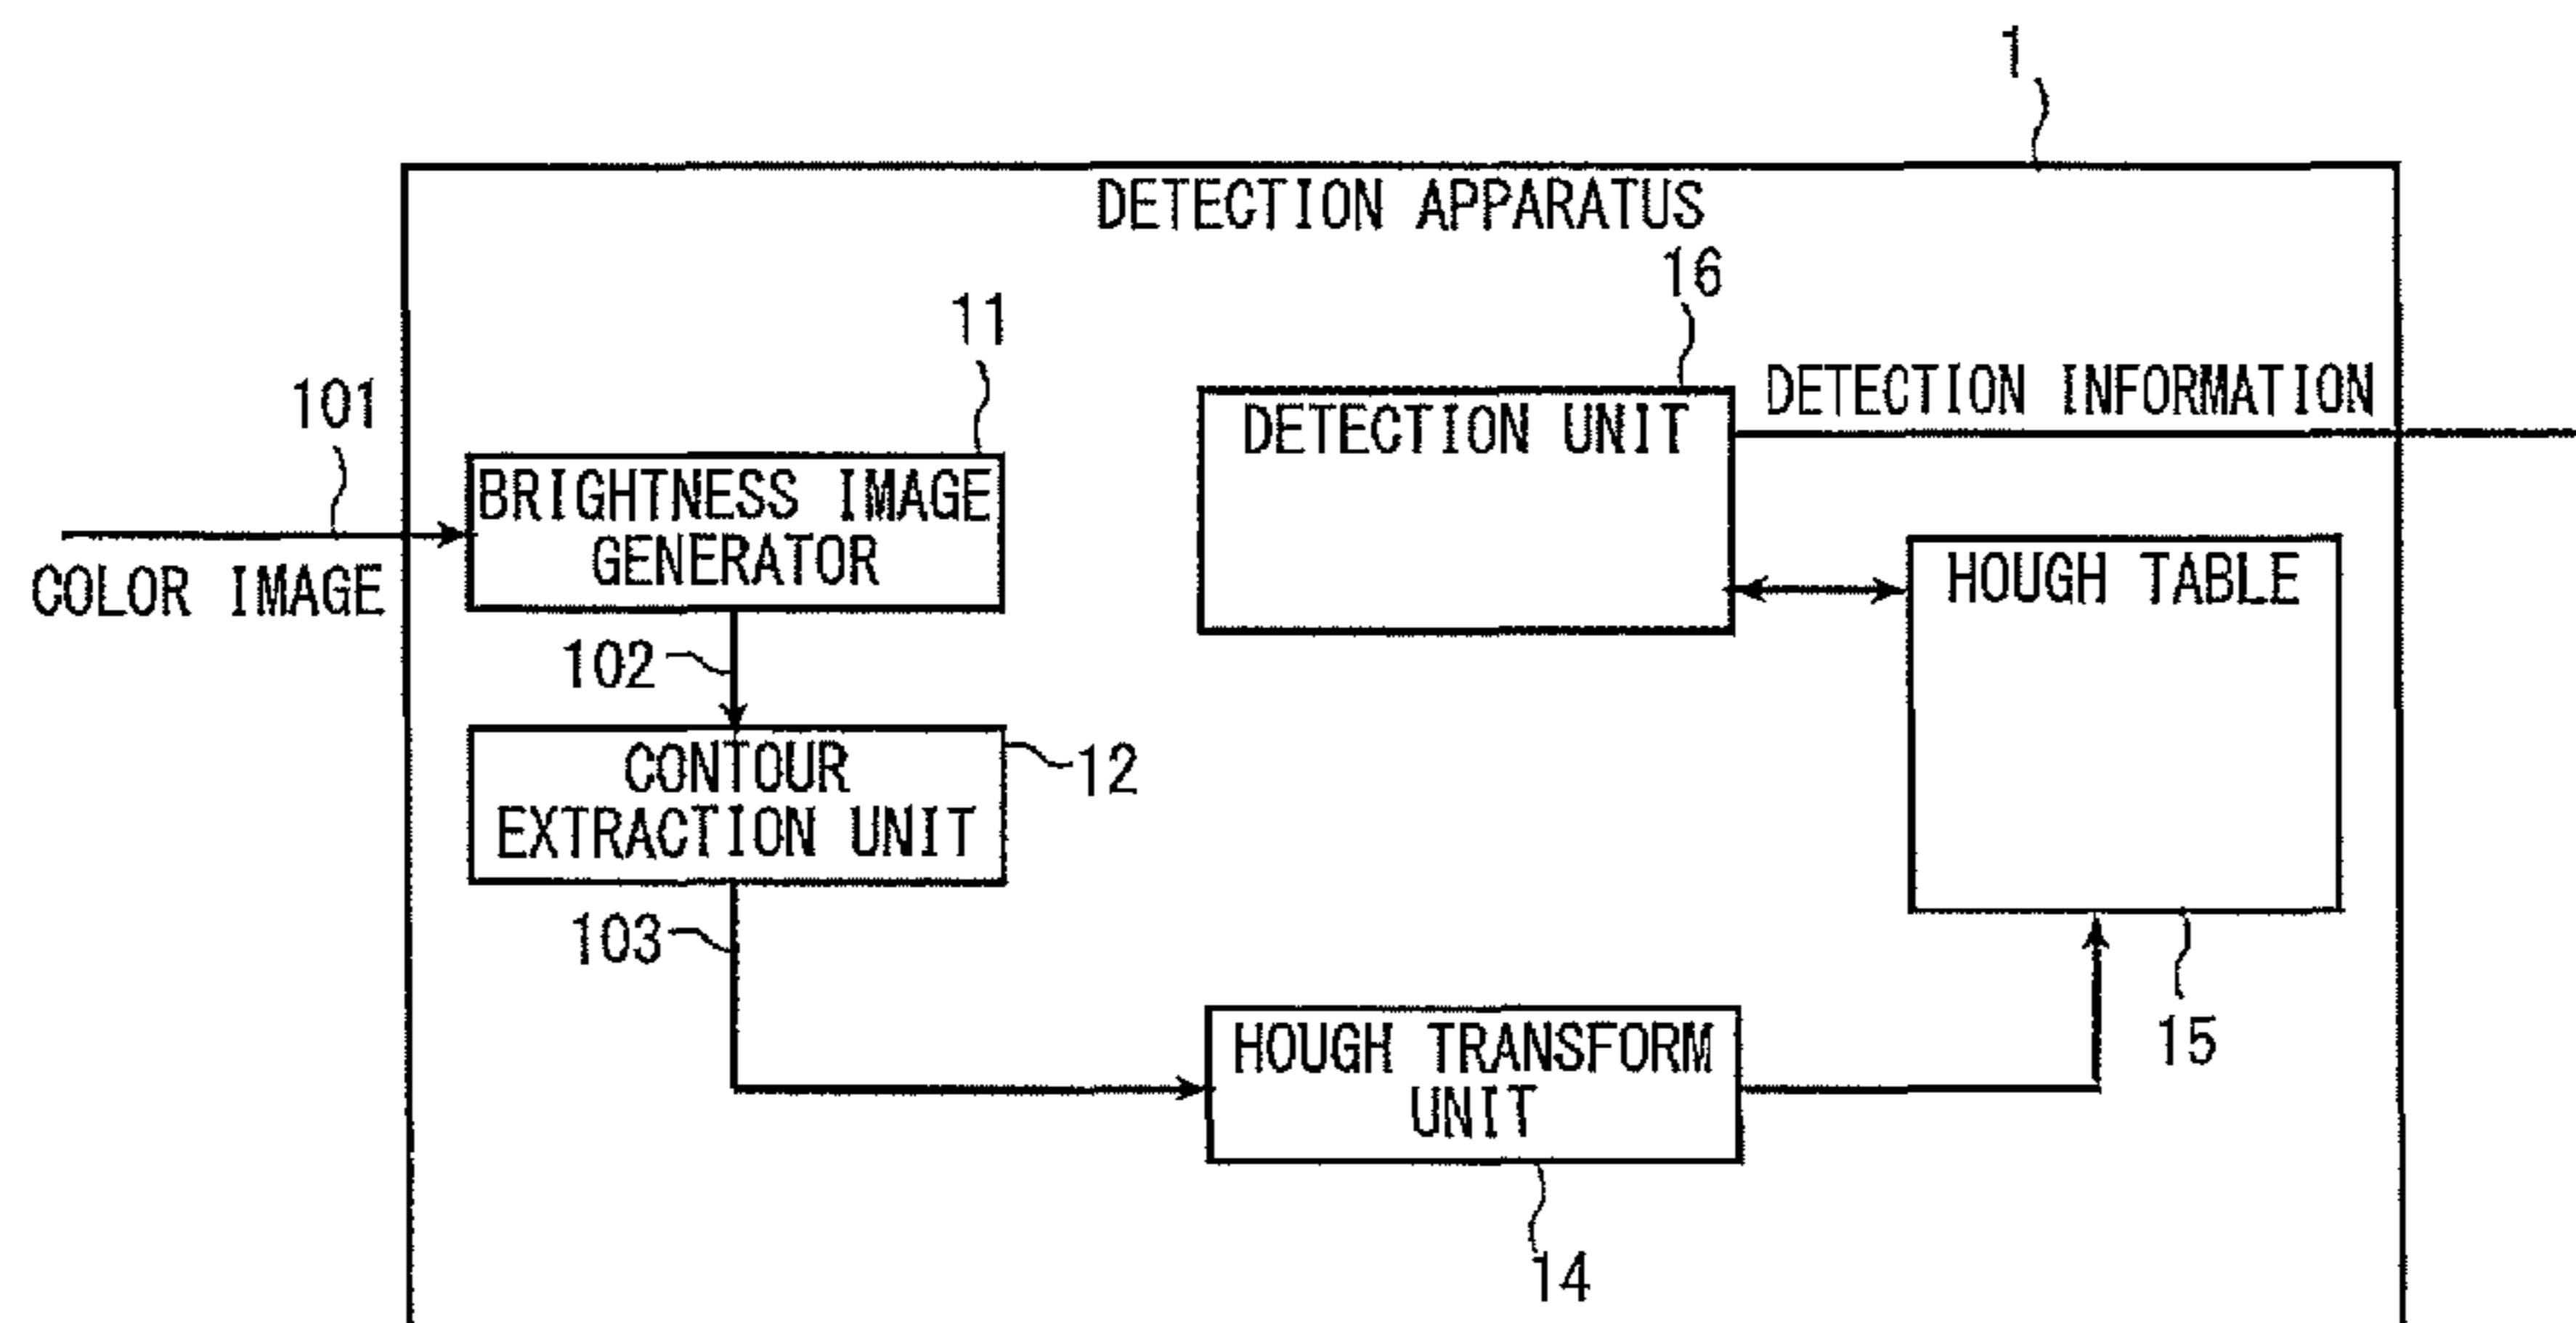 1
DETECTION APPARATUS
16
11
DETECTION INFORMATION
101
DETECTION UNIT
BRIGHTNESS IMAGE
GENERATOR
COLOR IMAGE
HOUGH TABLE
102
CONTOUR
EXTRACTION UNIT
12
103
HOUGH TRANSFORM
UNIT
15
14